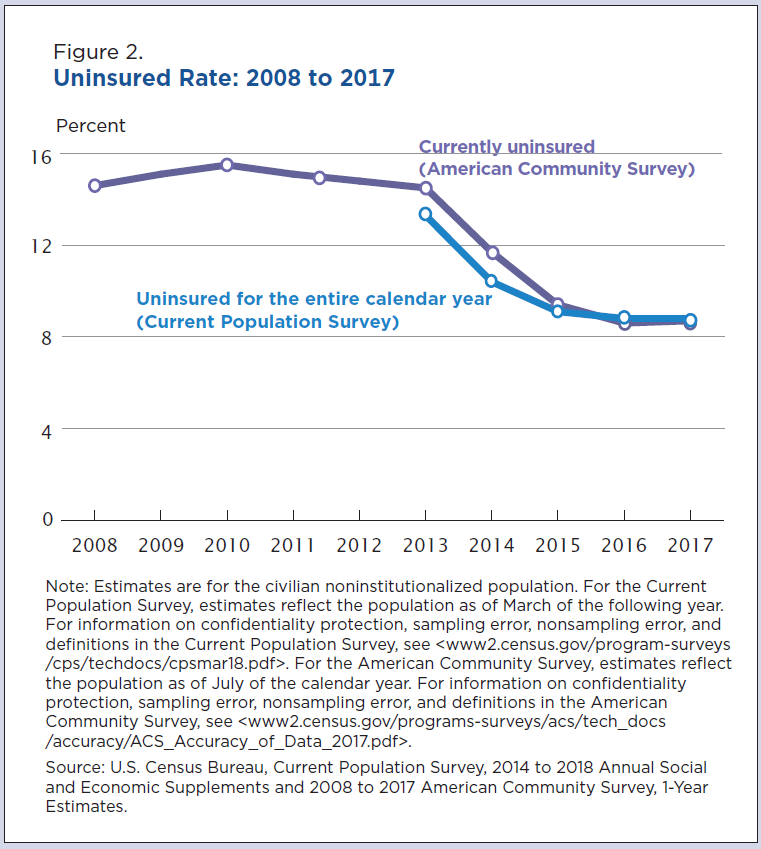 Figure 2.
Uninsured Rate: 2008 to 2017
Percent
16
Currently uninsured
(American Community Survey)
12
Uninsured for the entire calendar year
(Current Population Survey)
8
4
0
2008 2009 2010 2011 2012 2013 2014 2015 2016 2017
Note: Estimates are for the civilian noninstitutionalized population. For the Current
Population Survey, estimates reflect the population as of March of the following year.
For information on confidentiality protection, sampling error, nonsampling error, and
definitions in the Current Population Survey, see <www2.census.gov/program-surveys
/cps/techdocs/cpsmar18.pdf>. For the American Community Survey, estimates reflect
the population as of July of the calendar year. For information on confidentiality
protection, sampling error, nonsampling error, and definitions in the American
Community Survey, see <www2.census.gov/programs-surveys/acs/tech_docs
/accuracy/ACS_Accuracy_of_Data_2017.pdf>.
Source: U.S. Census Bureau, Current Population Survey, 2014 to 2018 Annual Social
and Economic Supplements and 2008 to 2017 American Community Survey, 1-Year
Estimates.